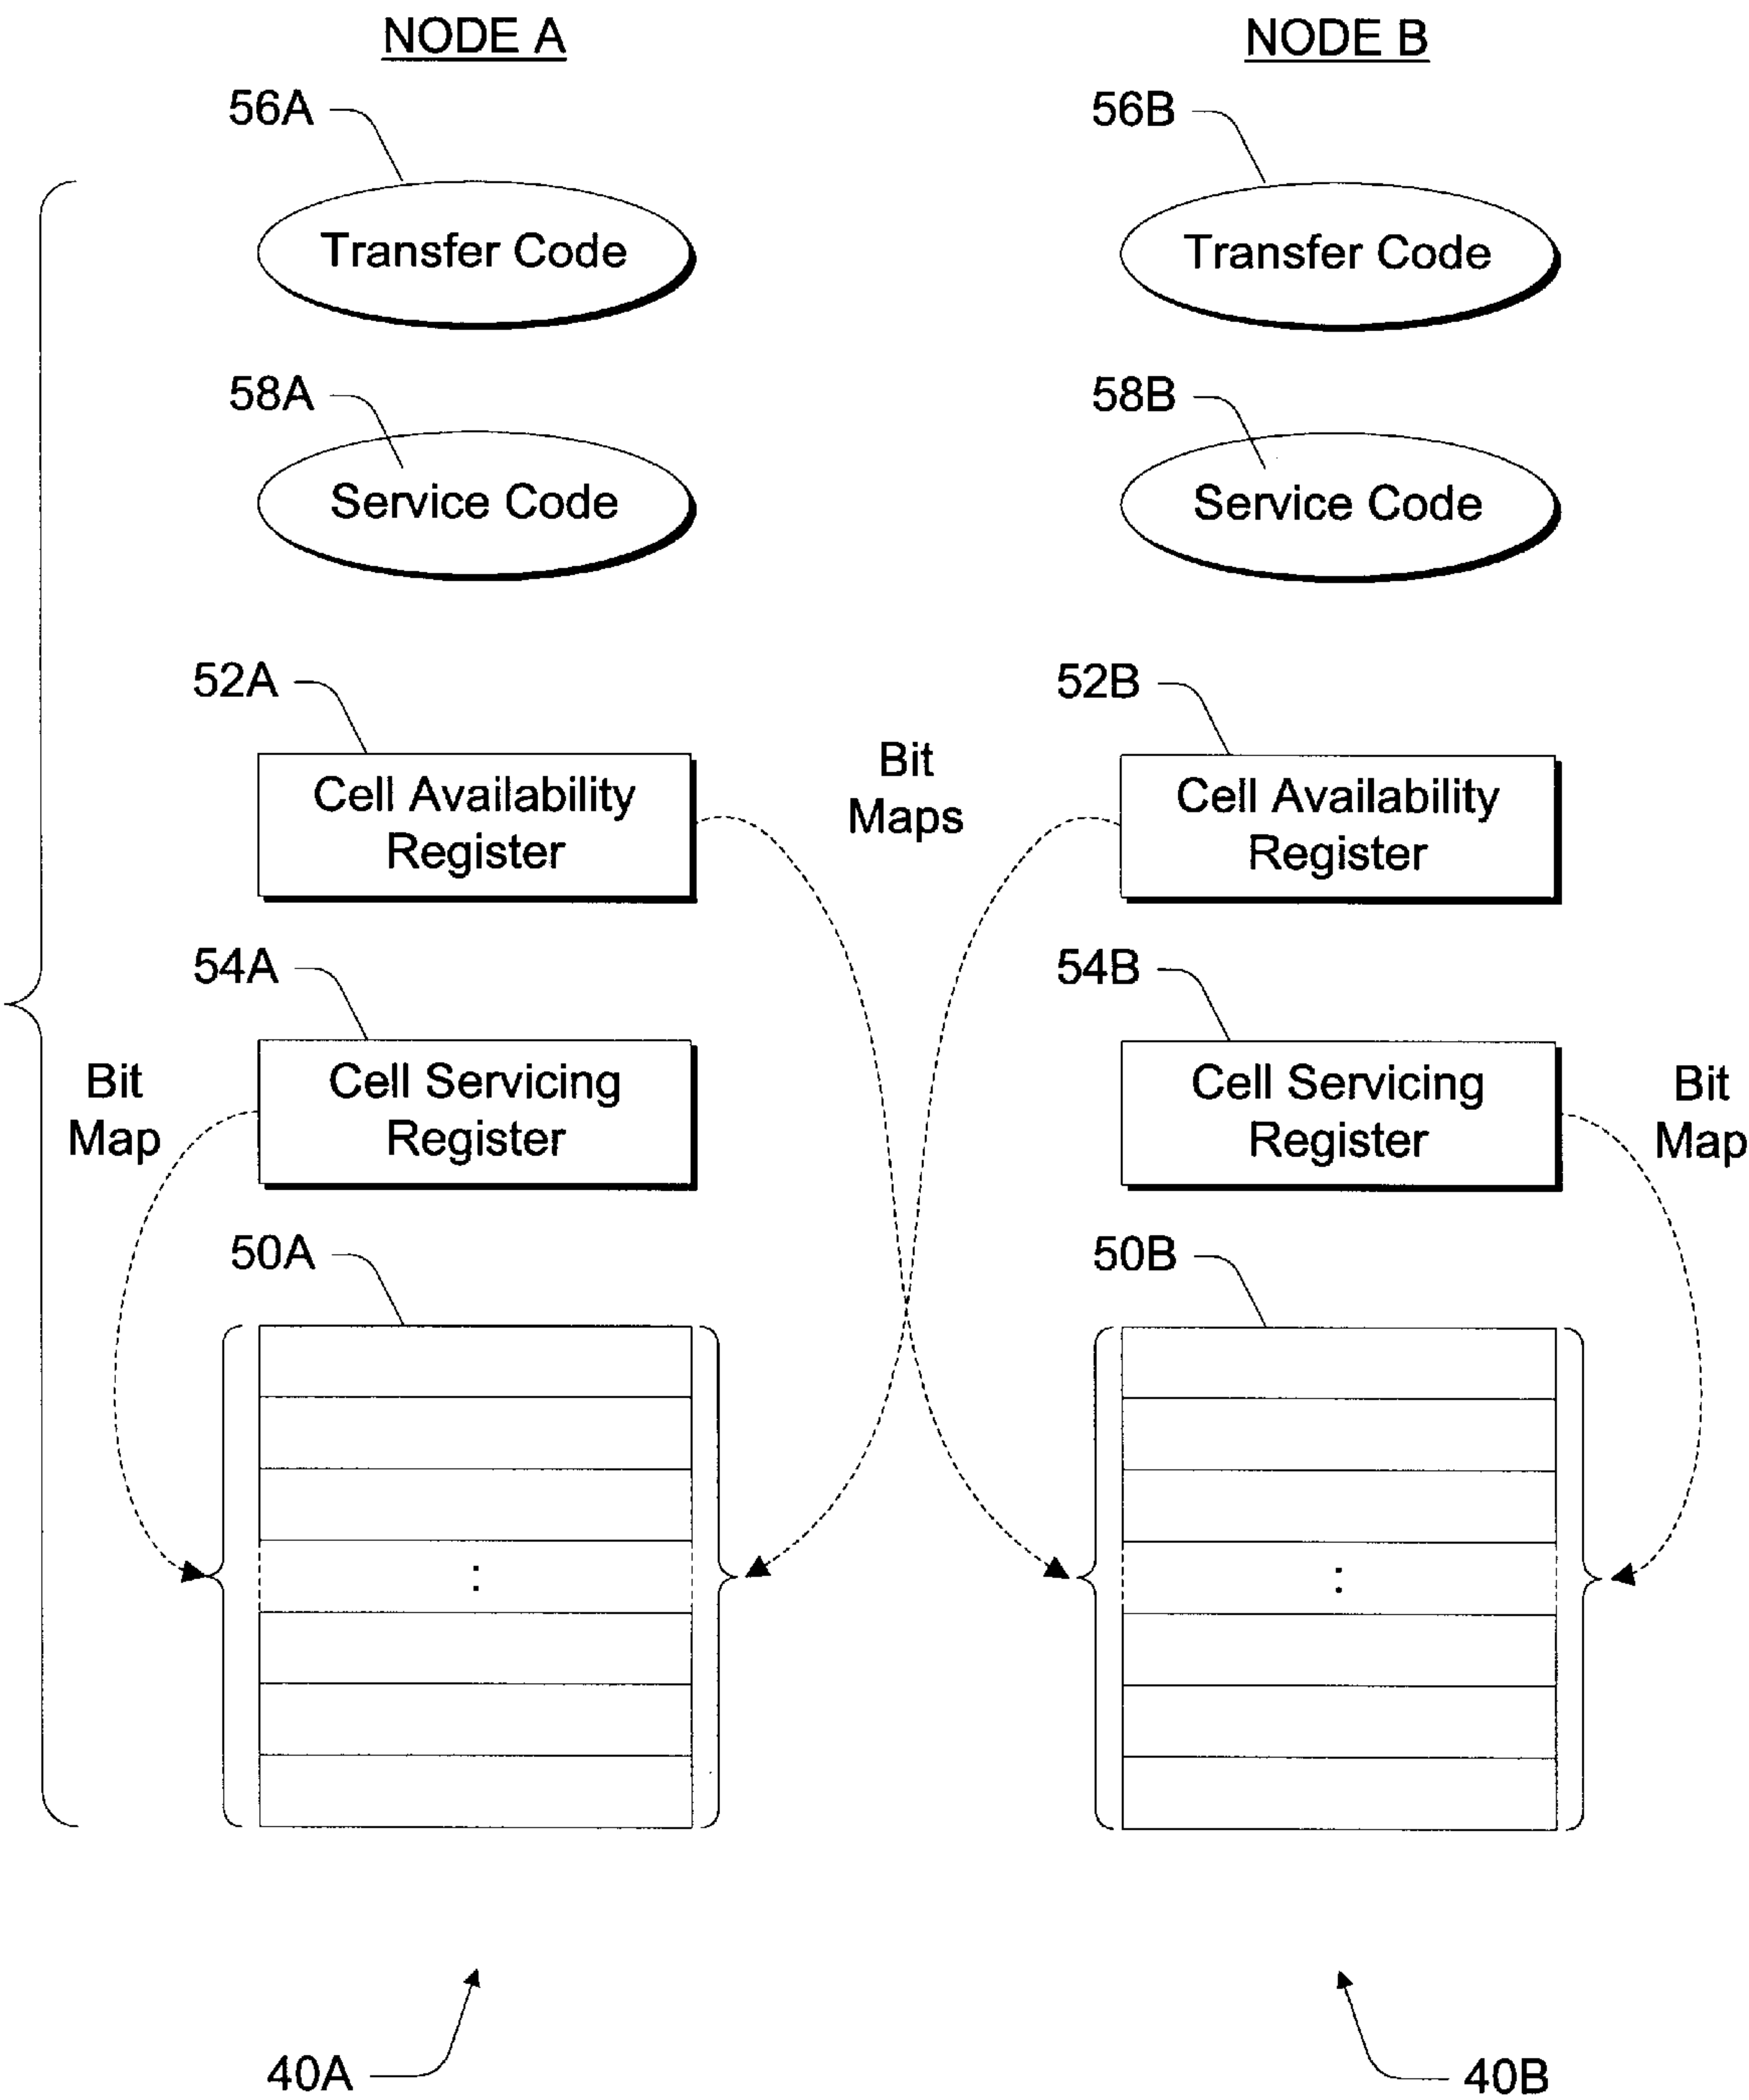 NODE A
NODE B
56A
56B
Transfer Code
Transfer Code
58A
58B
Service Code
Service Code
52A
52B
Bit
Maps
Cell Availability
Register
Cell Availability
Register
54A
54B
Bit
Map
Cell Servicing
Register
Cell Servicing
Register
Bit
Map
50A
50B
:
:
40A
40B